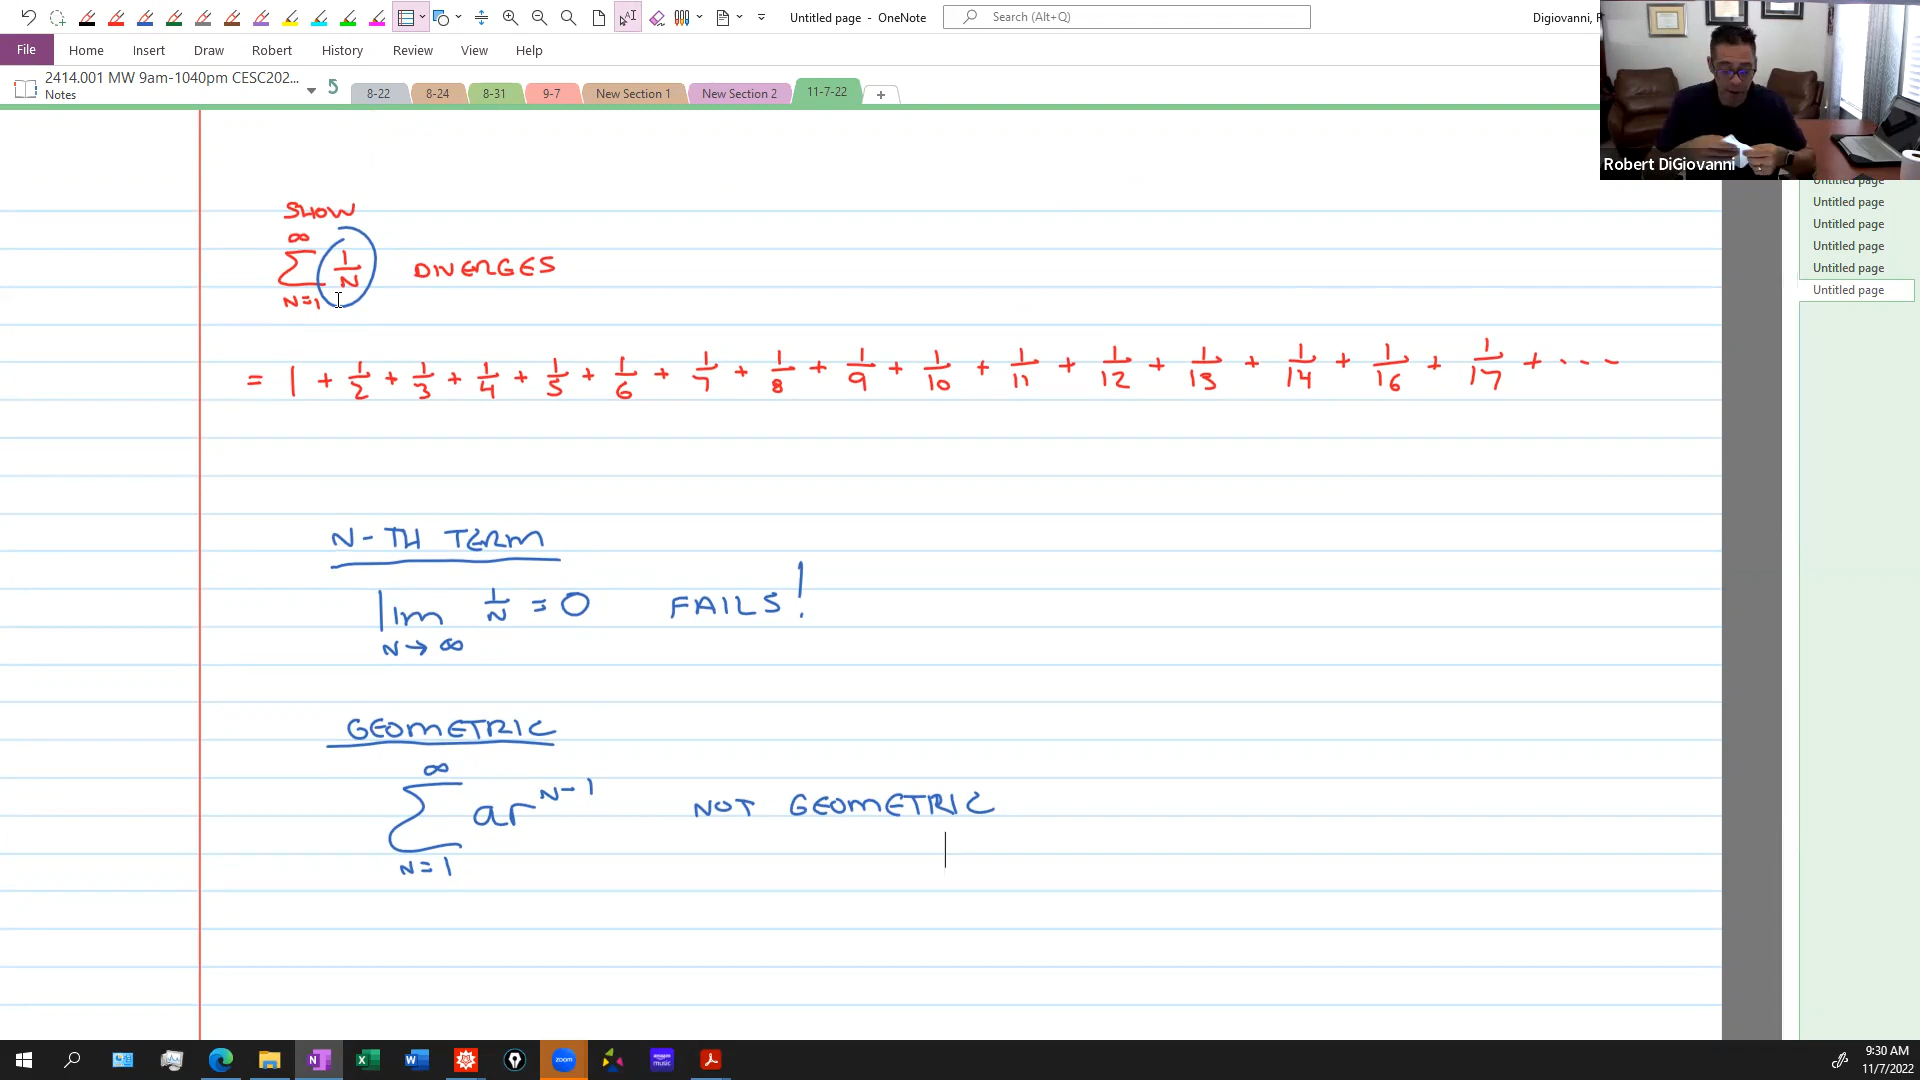 Untitled page - OneNote
Search (Alt+Q)
Digiovanni, R
File Home Insert Draw Robert History Review View Help
2414.001 MW 9am-1040pm CESC202...
Notes
8-22 8-24 8-31 9-7 New Section 1 New Section 2 11-7-22 +
Robert DiGiovanni
Untitled page
Untitled page
Untitled page
Untitled page
Untitled page
Untitled page
SHOW
∞
Σ 1/N DIVERGES
N=1
= 1 + 1/2 + 1/3 + 1/4 + 1/5 + 1/6 + 1/7 + 1/8 + 1/9 + 1/10 + 1/11 + 1/12 + 1/13 + 1/14 + 1/16 + 1/17 + ...
N-TH TERM
lim 1/N = 0 FAILS!
N→∞
GEOMETRIC
∞
Σ ar^N-1 NOT GEOMETRIC
N=1
zoom
amazon music
9:30 AM
11/7/2022